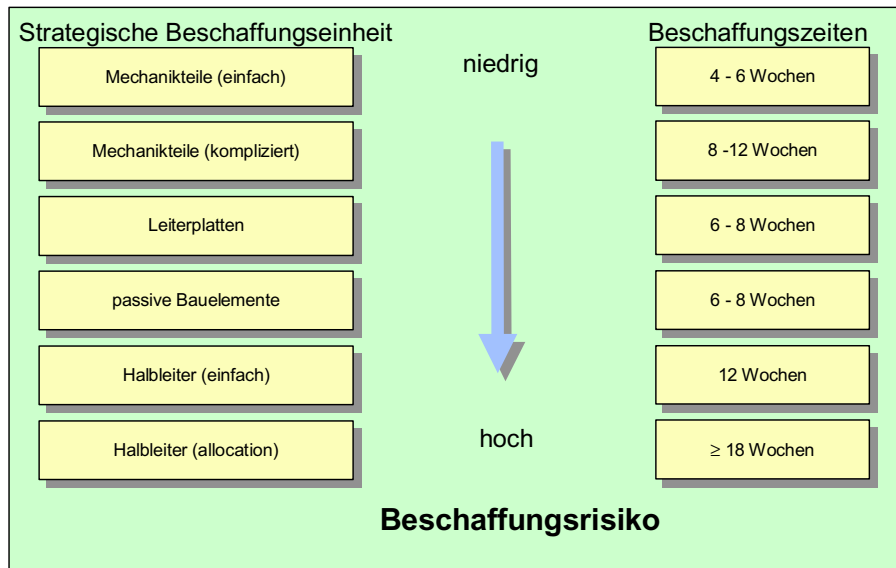 Strategische Beschaffungseinheit
niedrig
Beschaffungszeiten
Mechanikteile (einfach)
4 - 6 Wochen
Mechanikteile (kompliziert)
8 -12 Wochen
Leiterplatten
6 - 8 Wochen
passive Bauelemente
6 - 8 Wochen
Halbleiter (einfach)
12 Wochen
Halbleiter (allocation)
hoch
≥ 18 Wochen
Beschaffungsrisiko